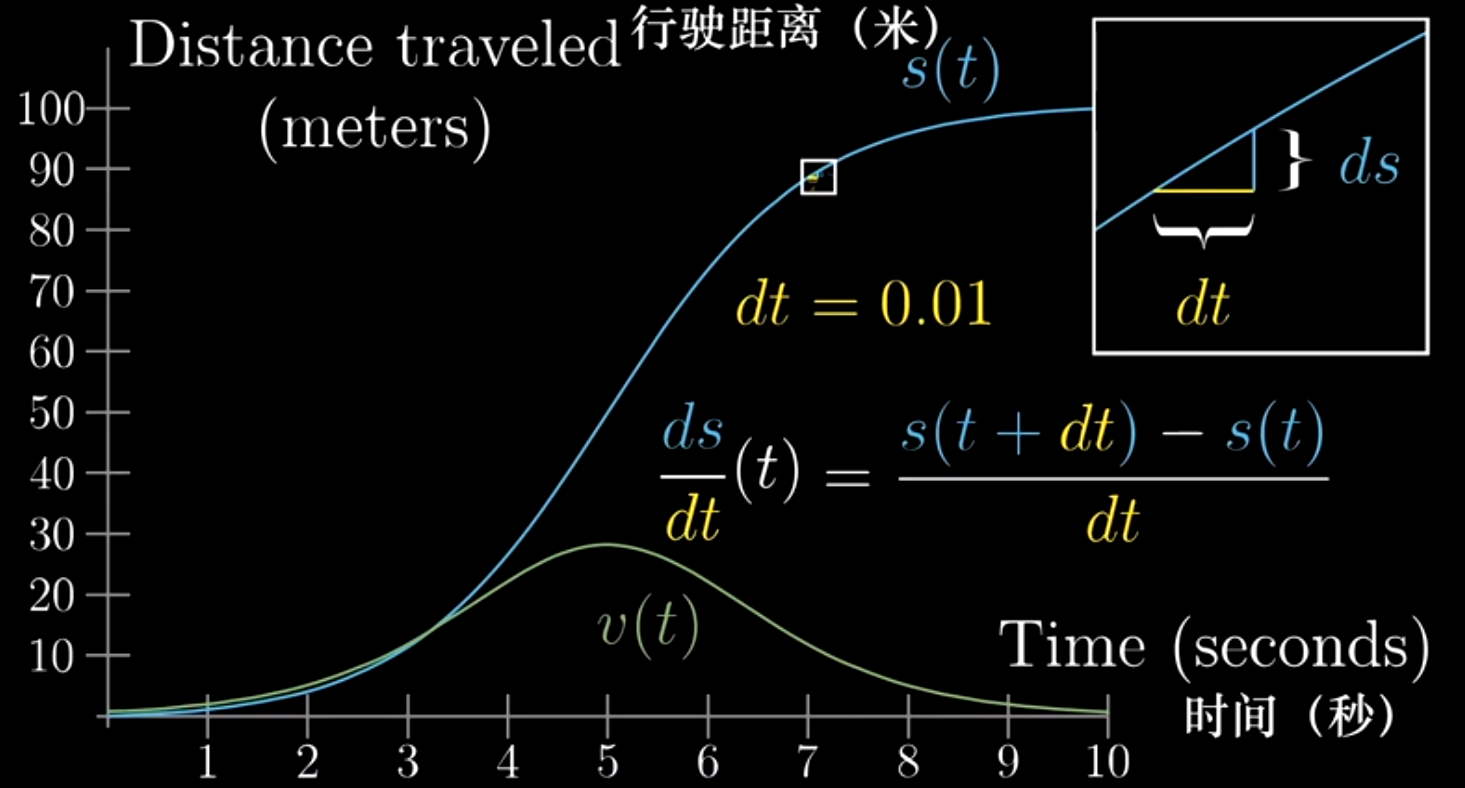 Distance traveled 行驶距离（米）
(meters)
s(t)
100
90
80
70
60
50
40
30
20
10
} ds
dt
dt = 0.01
ds/dt (t) = s(t + dt) − s(t) / dt
v(t)
Time (seconds)
时间（秒）
1 2 3 4 5 6 7 8 9 10